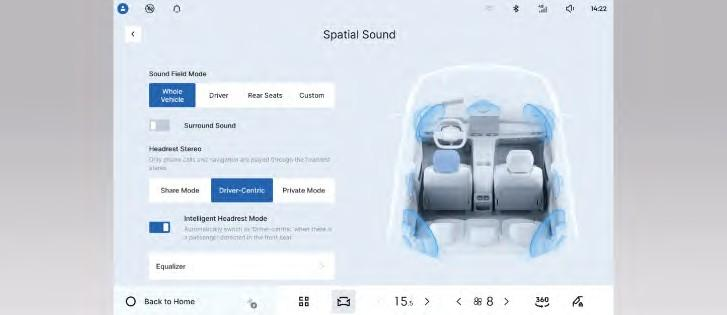 14:22
Spatial Sound
Sound Field Mode
Whole
Vehicle
Driver
Rear Seats
Custom
Surround Sound
Headrest Stereo
Only phone calls and navigation are played through the headrest
stereo.
Share Mode
Driver-Centric
Private Mode
Intelligent Headrest Mode
Automatically switch to "Driver-centric" when there is
a passenger detected in the front seat.
Equalizer
Back to Home
15.5
8
360